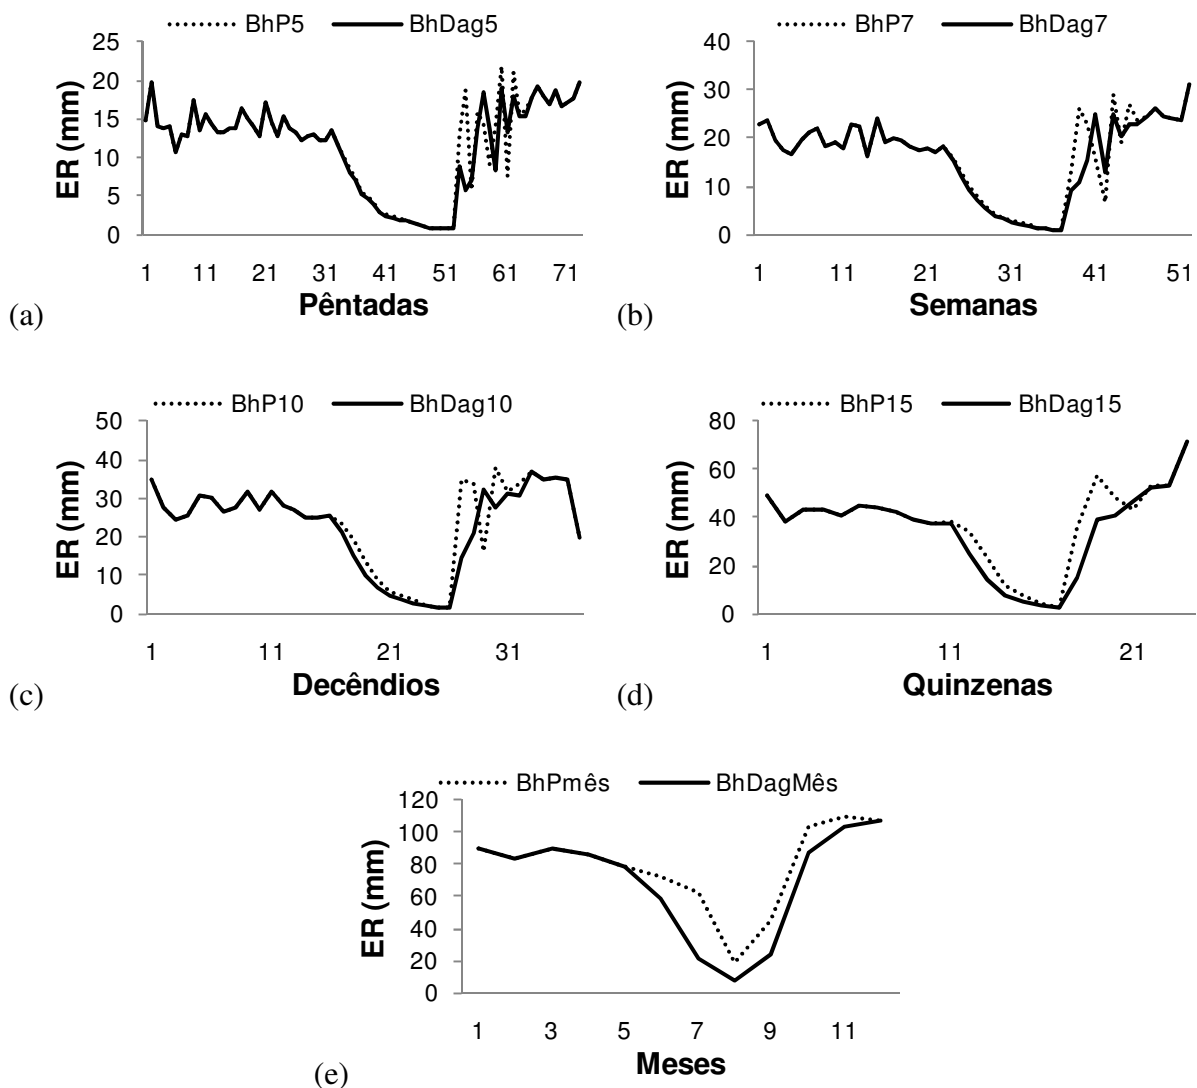 BhP5 BhDag5
25
20
15
10
5
0
ER (mm)
1 11 21 31 41 51 61 71
Pêntadas
(a)
BhP7 BhDag7
40
30
20
10
0
ER (mm)
1 11 21 31 41 51
Semanas
(b)
BhP10 BhDag10
50
40
30
20
10
0
ER (mm)
1 11 21 31
Decêndios
(c)
BhP15 BhDag15
80
60
40
20
0
ER (mm)
1 11 21
Quinzenas
(d)
BhPmês BhDagMês
120
100
80
60
40
20
0
ER (mm)
1 3 5 7 9 11
Meses
(e)